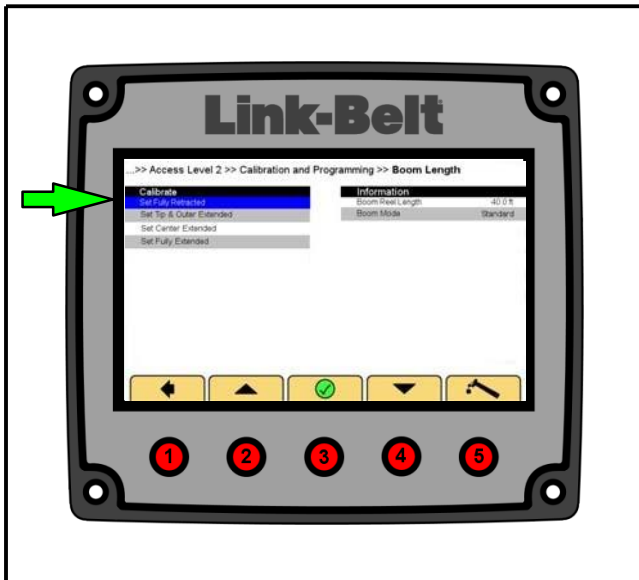 Link-Belt
...>> Access Level 2 >> Calibration and Programming >> Boom Length
Calibrate
Set Fully Retracted
Set Tip & Outer Extended
Set Center Extended
Set Fully Extended
Information
Boom Reel Length 40.0 ft
Boom Mode Standard
1 2 3 4 5